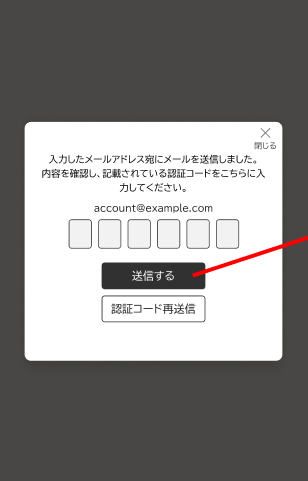 閉じる
入力したメールアドレス宛にメールを送信しました。
内容を確認し、記載されている認証コードをこちらに入
力してください。
account@example.com
送信する
認証コード再送信